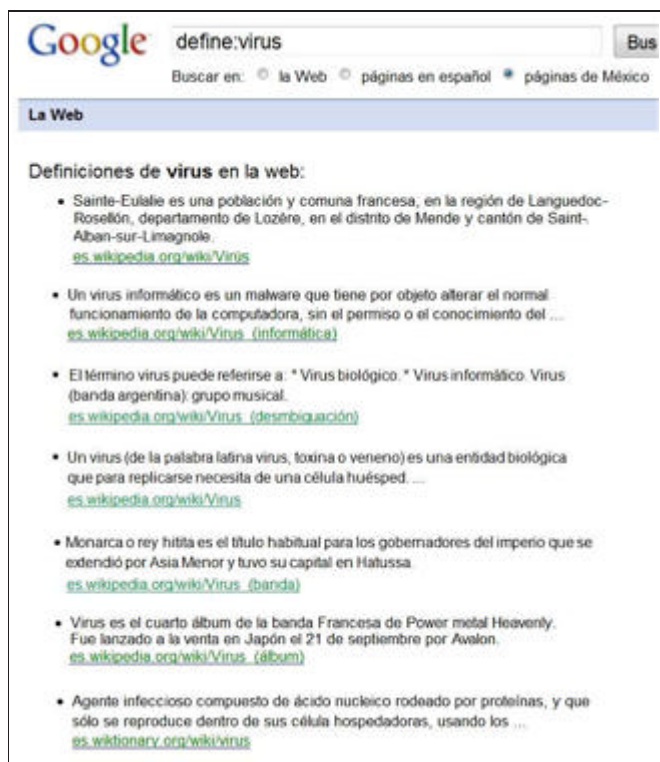 Google define:virus Bus
Buscar en: la Web páginas en español páginas de México
La Web
Definiciones de virus en la web:
• Sainte-Eulalie es una población y comuna francesa, en la región de Languedoc-
Rosellón, departamento de Lozère, en el distrito de Mende y cantón de Saint-
Alban-sur-Limagnole.
es.wikipedia.org/wiki/Virus
• Un virus informático es un malware que tiene por objeto alterar el normal
funcionamiento de la computadora, sin el permiso o el conocimiento del ...
es.wikipedia.org/wiki/Virus_(informática)
• El término virus puede referirse a: * Virus biológico. * Virus informático. Virus
(banda argentina): grupo musical.
es.wikipedia.org/wiki/Virus_(desmbiguación)
• Un virus (de la palabra latina virus, toxina o veneno) es una entidad biológica
que para replicarse necesita de una célula huésped. ...
es.wikipedia.org/wiki/Virus
• Monarca o rey hitita es el título habitual para los gobernadores del imperio que se
extendió por Asia Menor y tuvo su capital en Hatussa.
es.wikipedia.org/wiki/Virus_(banda)
• Virus es el cuarto álbum de la banda Francesa de Power metal Heavenly.
Fue lanzado a la venta en Japón el 21 de septiembre por Avalon.
es.wikipedia.org/wiki/Virus_(álbum)
• Agente infeccioso compuesto de ácido nucleico rodeado por proteínas, y que
sólo se reproduce dentro de sus célula hospedadoras, usando los ...
es.wiktionary.org/wiki/virus